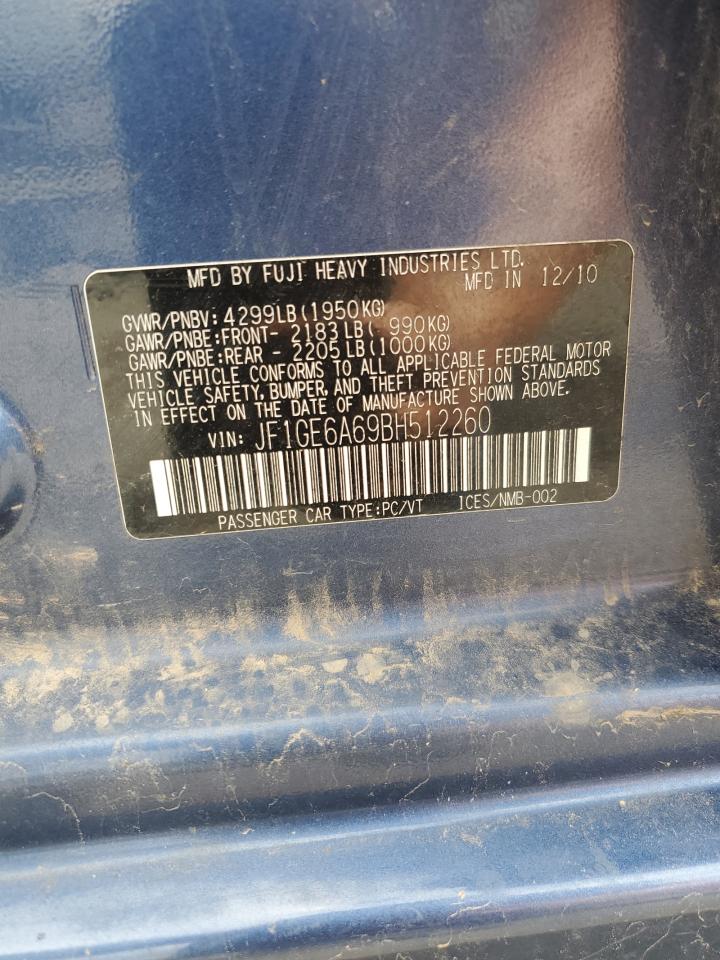 MFD BY FUJI HEAVY INDUSTRIES LTD.
MFD IN 12/10
GVWR/PNBV: 4299LB(1950KG)
GAWR/PNBE:FRONT- 2183LB(- 990KG)
GAWR/PNBE:REAR - 2205LB(1000KG)
THIS VEHICLE CONFORMS TO ALL APPLICABLE FEDERAL MOTOR
VEHICLE SAFETY, BUMPER, AND THEFT PREVENTION STANDARDS
IN EFFECT ON THE DATE OF MANUFACTURE SHOWN ABOVE.
VIN: JF1GE6A69BH512260
PASSENGER CAR TYPE:PC/VT ICES/NMB-002